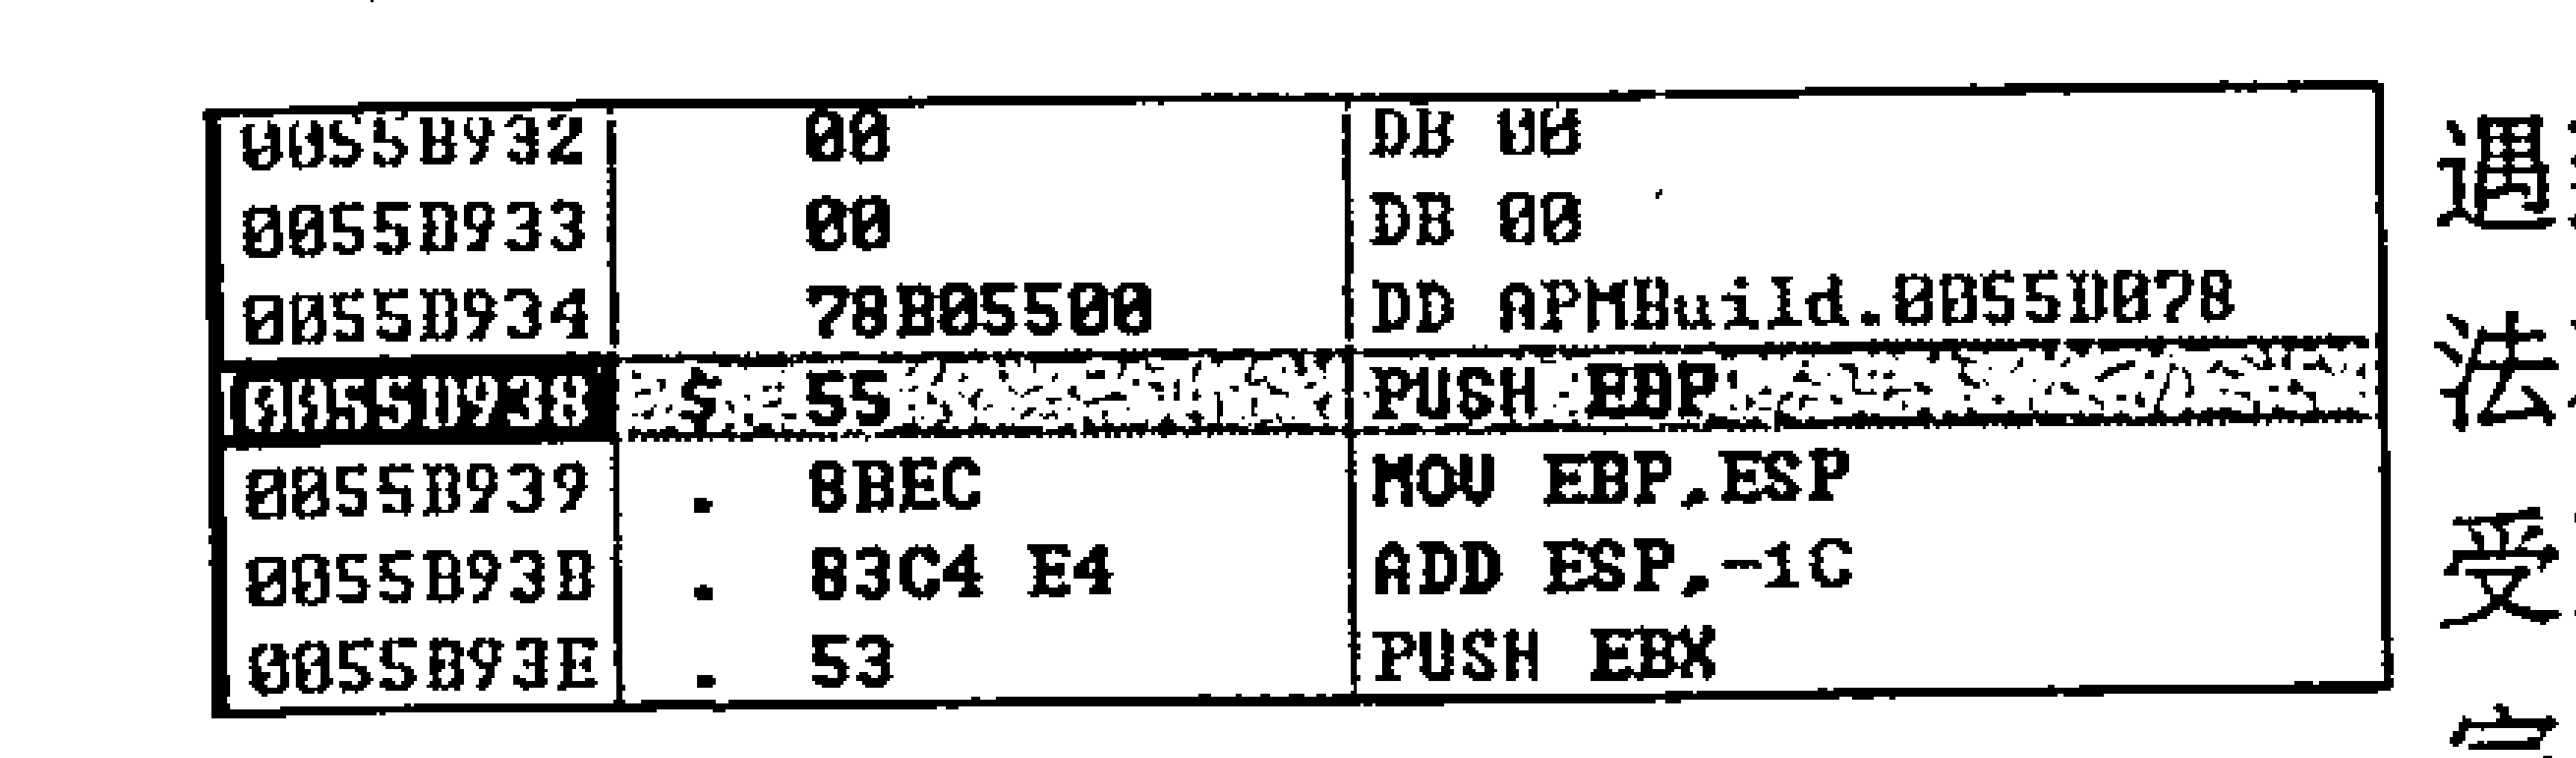 0055B932 00 DB 00
0055B933 00 DB 00
0055B934 78B05500 DD APMBuild.0055B078
0055B938 $ 55 PUSH EBP
0055B939 . 8BEC MOV EBP,ESP
0055B93B . 83C4 E4 ADD ESP,-1C
0055B93E . 53 PUSH EBX
遇
法
受